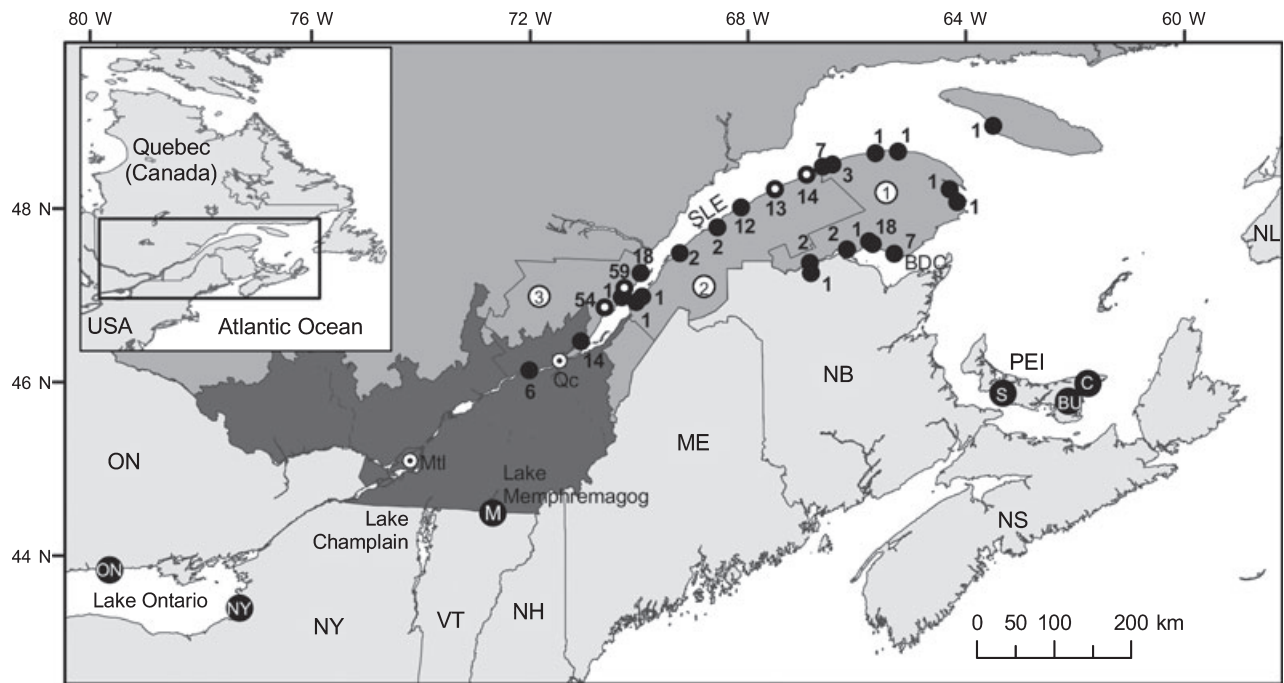 80 W 76 W 72 W 68 W 64 W 60 W
Quebec
(Canada)
USA
Atlantic Ocean
1
1
1
7
3
14
1
1
1
48 N
SLE
13
12
2
2
2
1
18
7
2
1
BDC
NL
18
59
1
54
1
1
3
2
14
6
Qc
46 N
PEI
S
BU
C
NB
ON
ME
Mtl
Lake
Memphremagog
M
NS
Lake
Champlain
44 N
ON
Lake Ontario
NY
NY
VT
NH
0 50 100 200 km